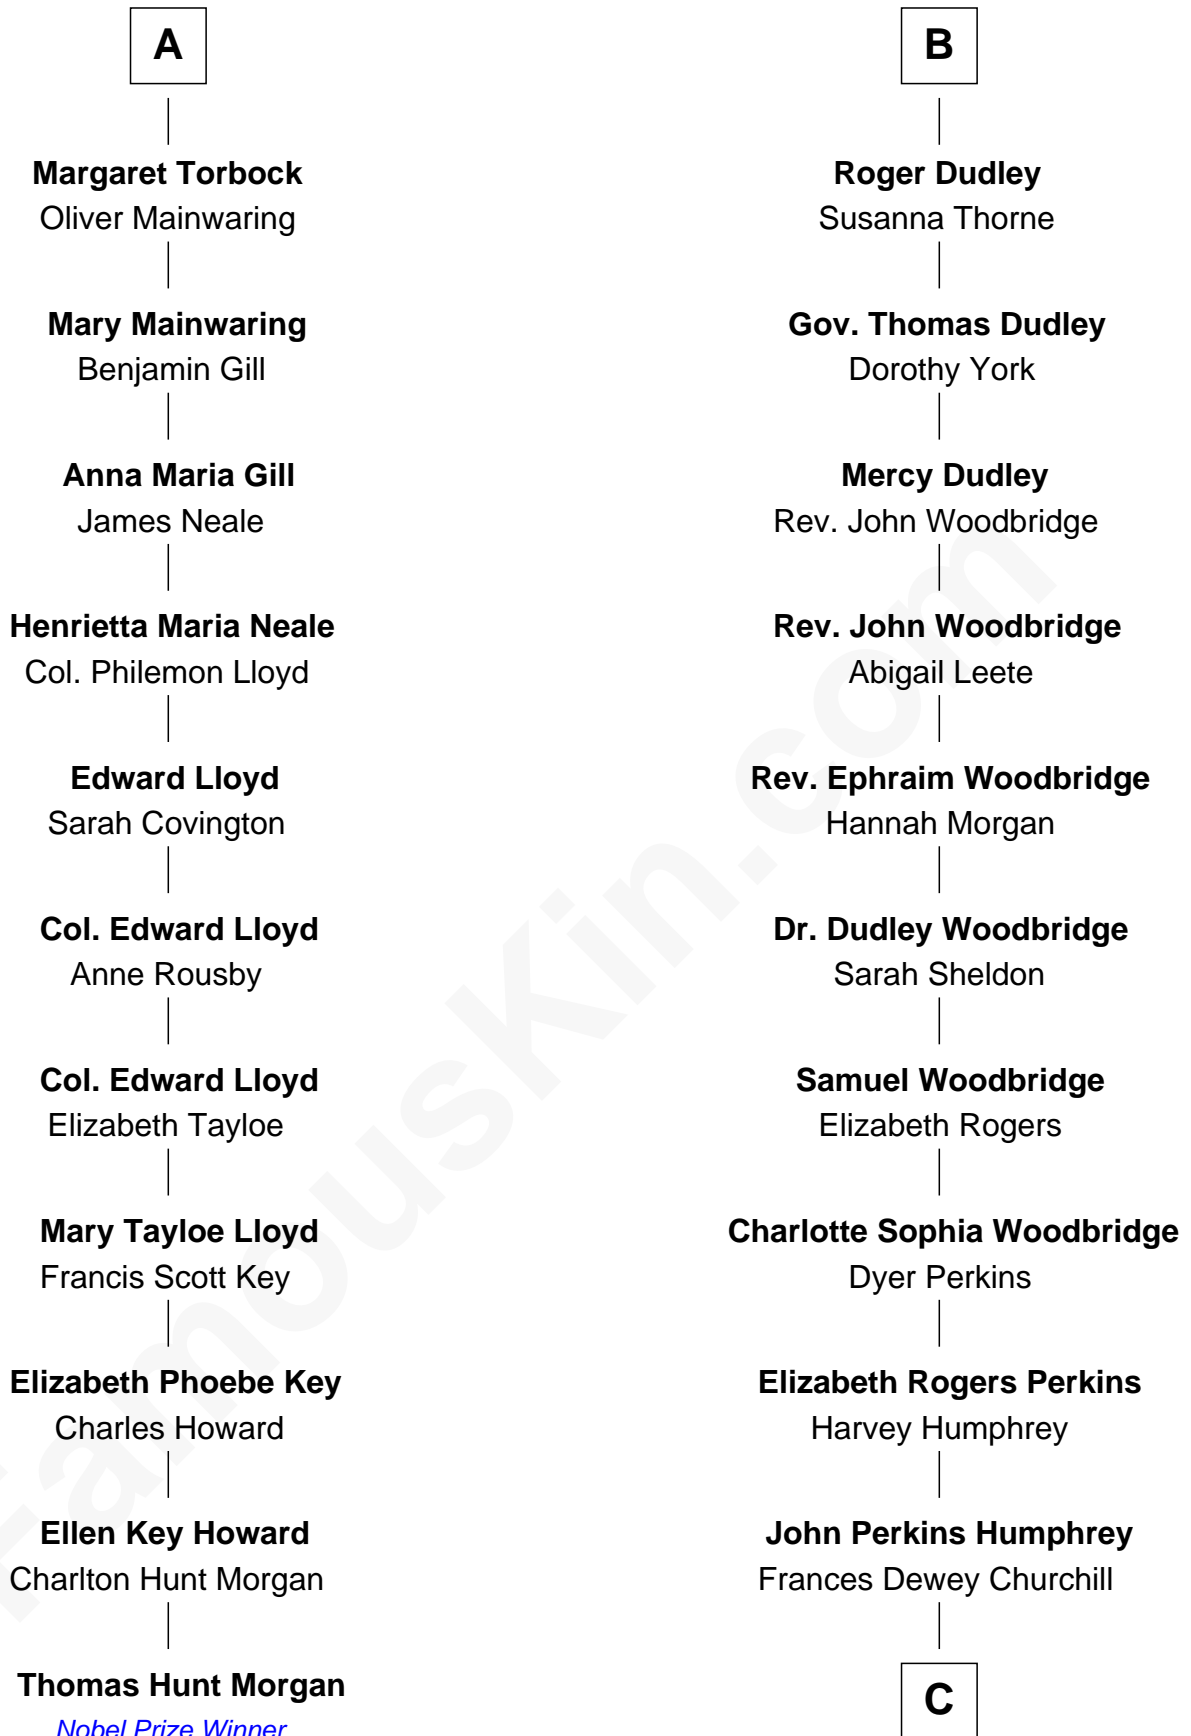 A
Margaret Torbock
Oliver Mainwaring
Mary Mainwaring
Benjamin Gill
Anna Maria Gill
James Neale
Henrietta Maria Neale
Col. Philemon Lloyd
Edward Lloyd
Sarah Covington
Col. Edward Lloyd
Anne Rousby
Col. Edward Lloyd
Elizabeth Tayloe
Mary Tayloe Lloyd
Francis Scott Key
Elizabeth Phoebe Key
Charles Howard
Ellen Key Howard
Charlton Hunt Morgan
Thomas Hunt Morgan
Nobel Prize Winner
B
Roger Dudley
Susanna Thorne
Gov. Thomas Dudley
Dorothy York
Mercy Dudley
Rev. John Woodbridge
Rev. John Woodbridge
Abigail Leete
Rev. Ephraim Woodbridge
Hannah Morgan
Dr. Dudley Woodbridge
Sarah Sheldon
Samuel Woodbridge
Elizabeth Rogers
Charlotte Sophia Woodbridge
Dyer Perkins
Elizabeth Rogers Perkins
Harvey Humphrey
John Perkins Humphrey
Frances Dewey Churchill
C
FamousKin.com